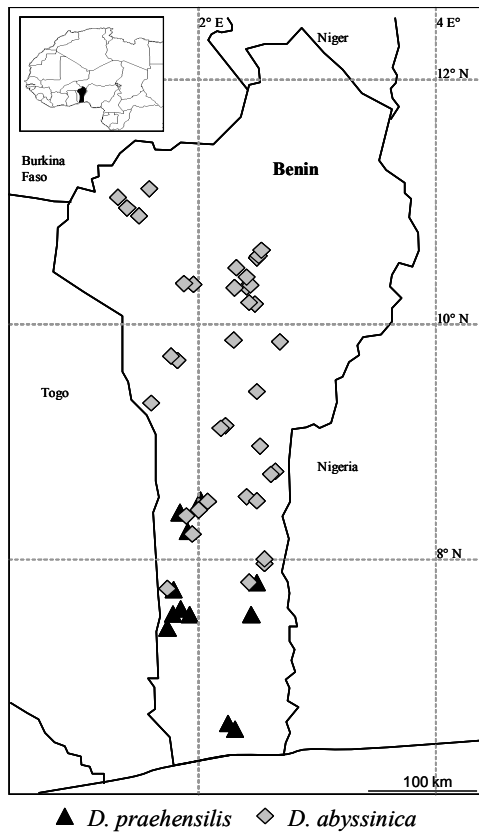 2° E
4 E°
Niger
12° N
Burkina
Faso
Benin
10° N
Togo
Nigeria
8° N
100 km
D. praehensilis
D. abyssinica